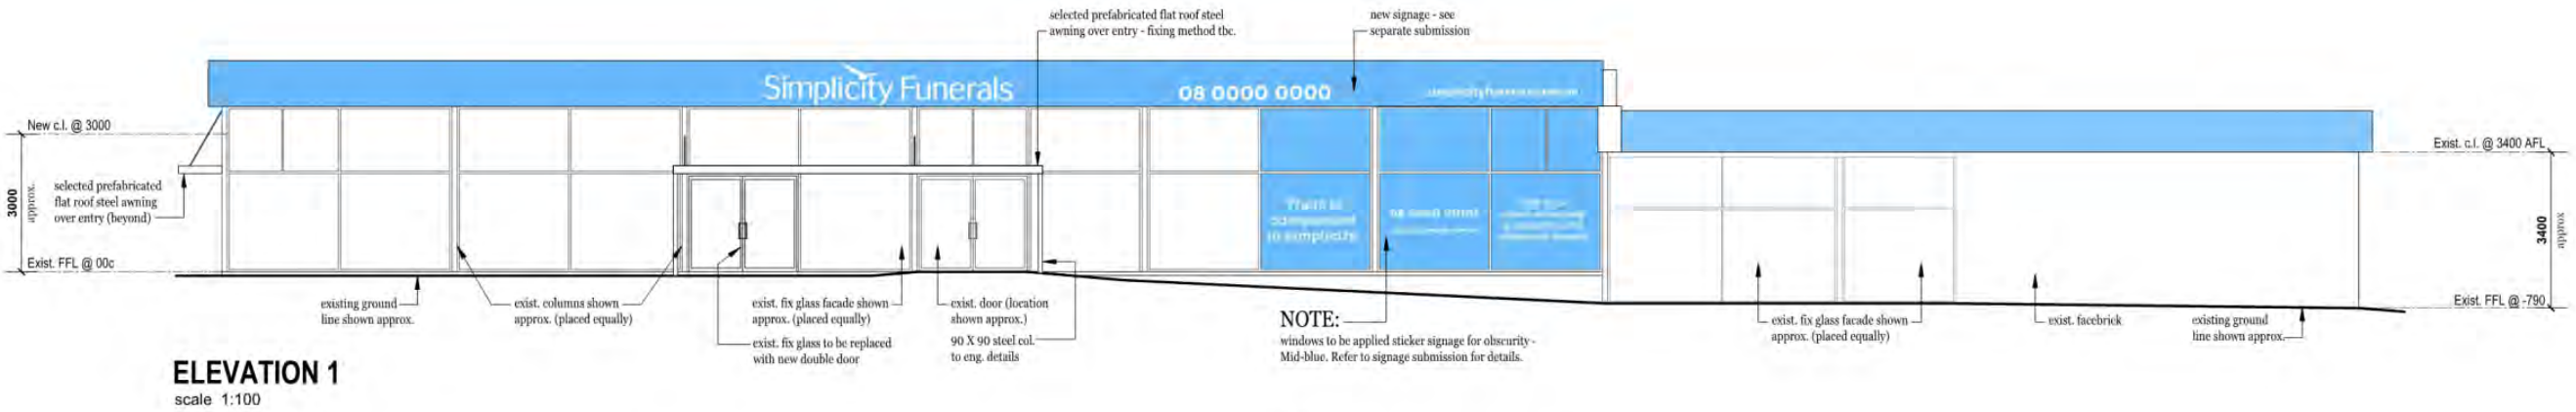 selected prefabricated flat roof steel
awning over entry - fixing method tbc.
new signage - see
separate submission
Simplicity Funerals
08 0000 0000
New c.l. @ 3000
Exist. c.l. @ 3400 AFL
3000
approx.
selected prefabricated
flat roof steel awning
over entry (beyond)
08 0000 0000
3400
approx.
Exist. FFL @ 00c
Exist. FFL @ -790
existing ground
line shown approx.
exist. columns shown
approx. (placed equally)
exist. fix glass facade shown
approx. (placed equally)
exist. fix glass to be replaced
with new double door
exist. door (location
shown approx.)
90 X 90 steel col.
to eng. details
NOTE:
windows to be applied sticker signage for obscurity -
Mid-blue. Refer to signage submission for details.
exist. fix glass facade shown
approx. (placed equally)
exist. facebrick
existing ground
line shown approx.
ELEVATION 1
scale 1:100